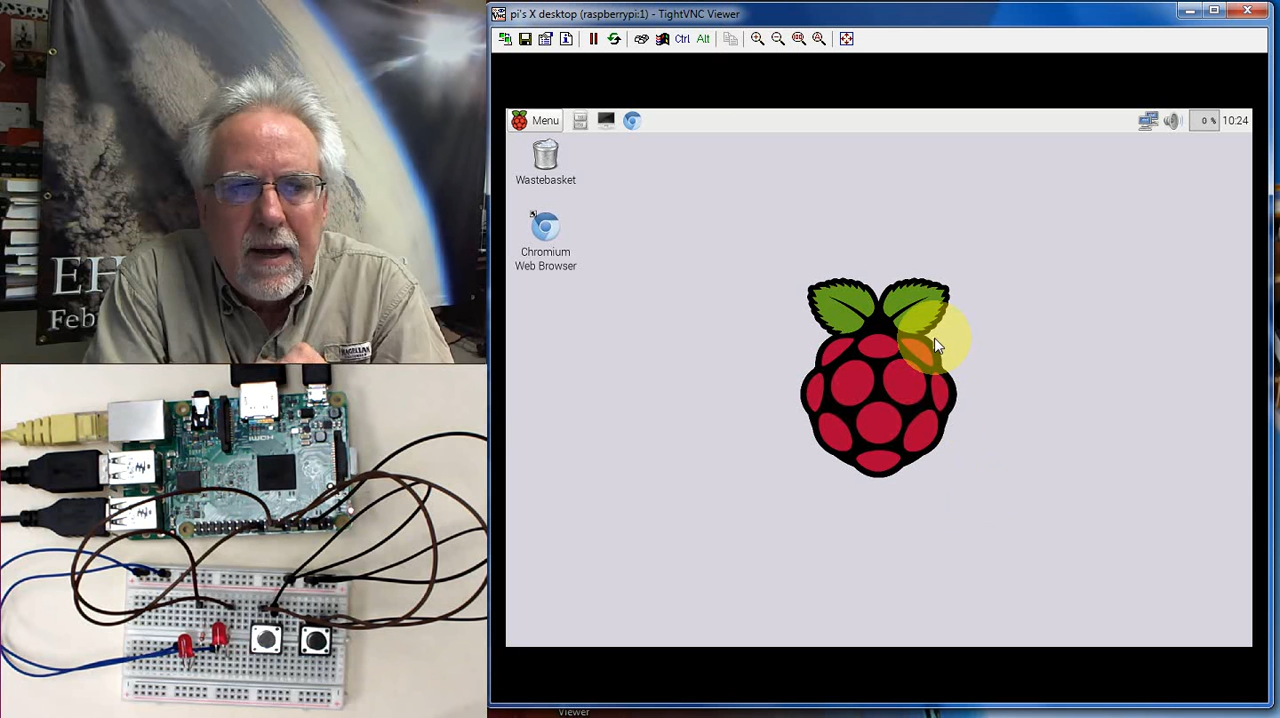 pi's X desktop (raspberrypi:1) - TightVNC Viewer
Ctrl Alt
Menu
0 %
10:24
Wastebasket
Chromium
Web Browser
EH
Feb
MAGELLAN
HDMI
Viewer